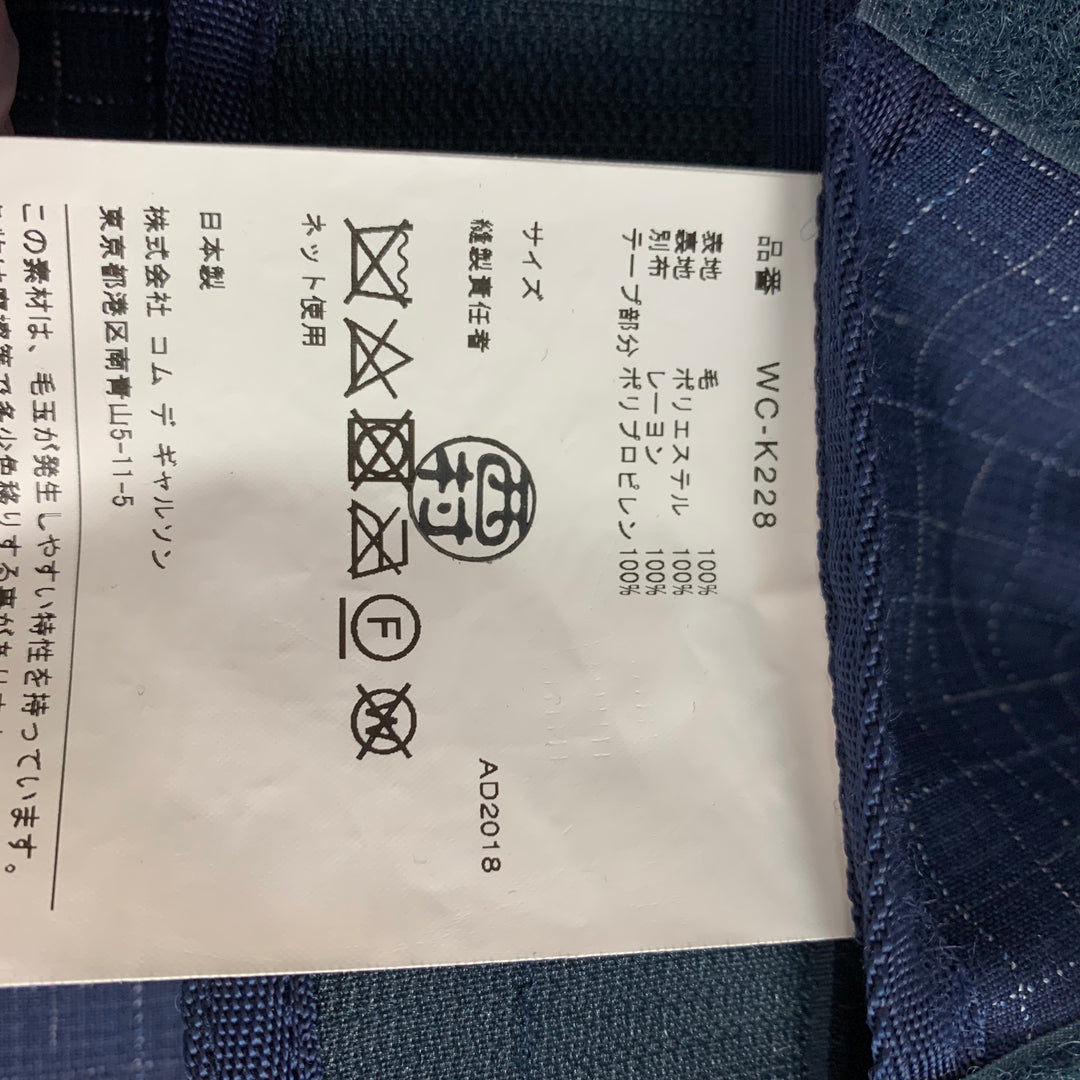 品番 WC-K228
表地 毛 100%
裏地 ポリエステル 100%
別布 レーヨン 100%
テープ部分 ポリプロピレン 100%
サイズ
縫製責任者 AD2018
西村
F
W
ネット使用
日本製
株式会社 コム デ ギャルソン
東京都港区南青山5-11-5
この素材は、毛玉が発生しやすい特性を持っています。